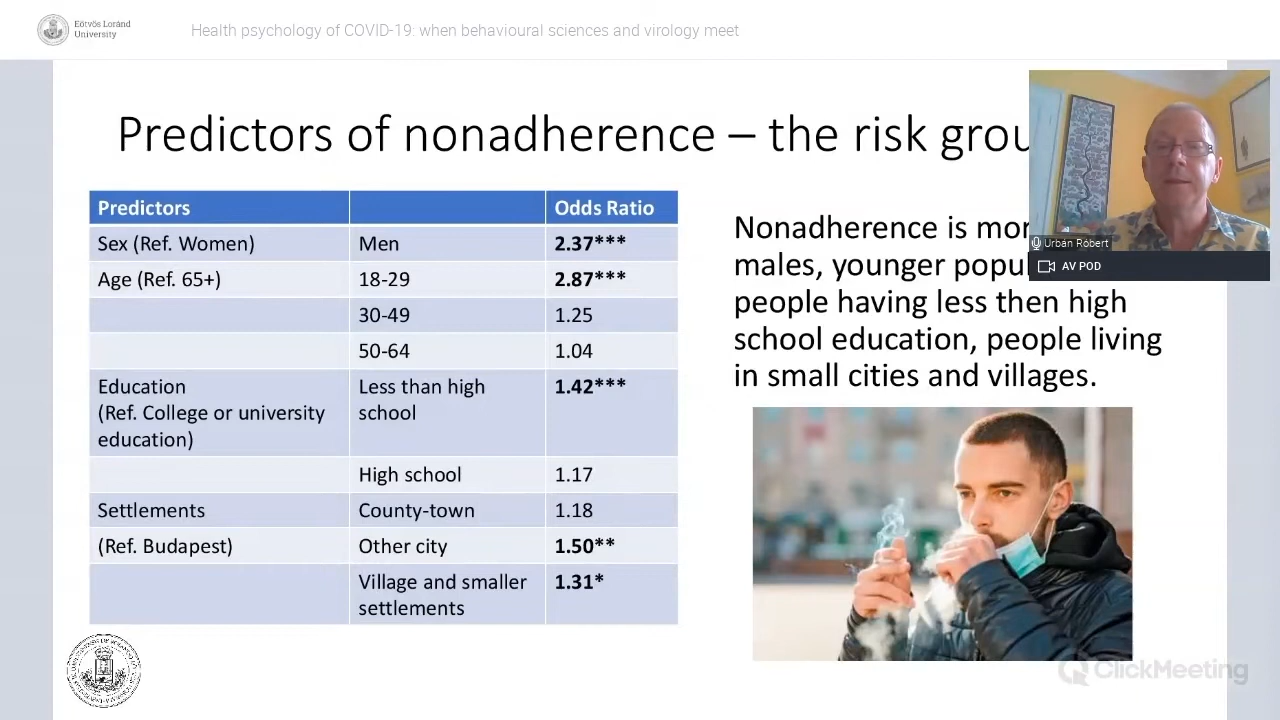 Eötvös Loránd
University
Health psychology of COVID-19: when behavioural sciences and virology meet
Predictors of nonadherence – the risk grou
Predictors Odds Ratio
Sex (Ref. Women) Men 2.37***
Age (Ref. 65+) 18-29 2.87***
30-49 1.25
50-64 1.04
Education Less than high 1.42***
(Ref. College or university school
education)
High school 1.17
Settlements County-town 1.18
(Ref. Budapest) Other city 1.50**
Village and smaller 1.31*
settlements
Nonadherence is mor
males, younger popul
people having less then high
school education, people living
in small cities and villages.
Urbán Róbert
AV POD
ClickMeeting